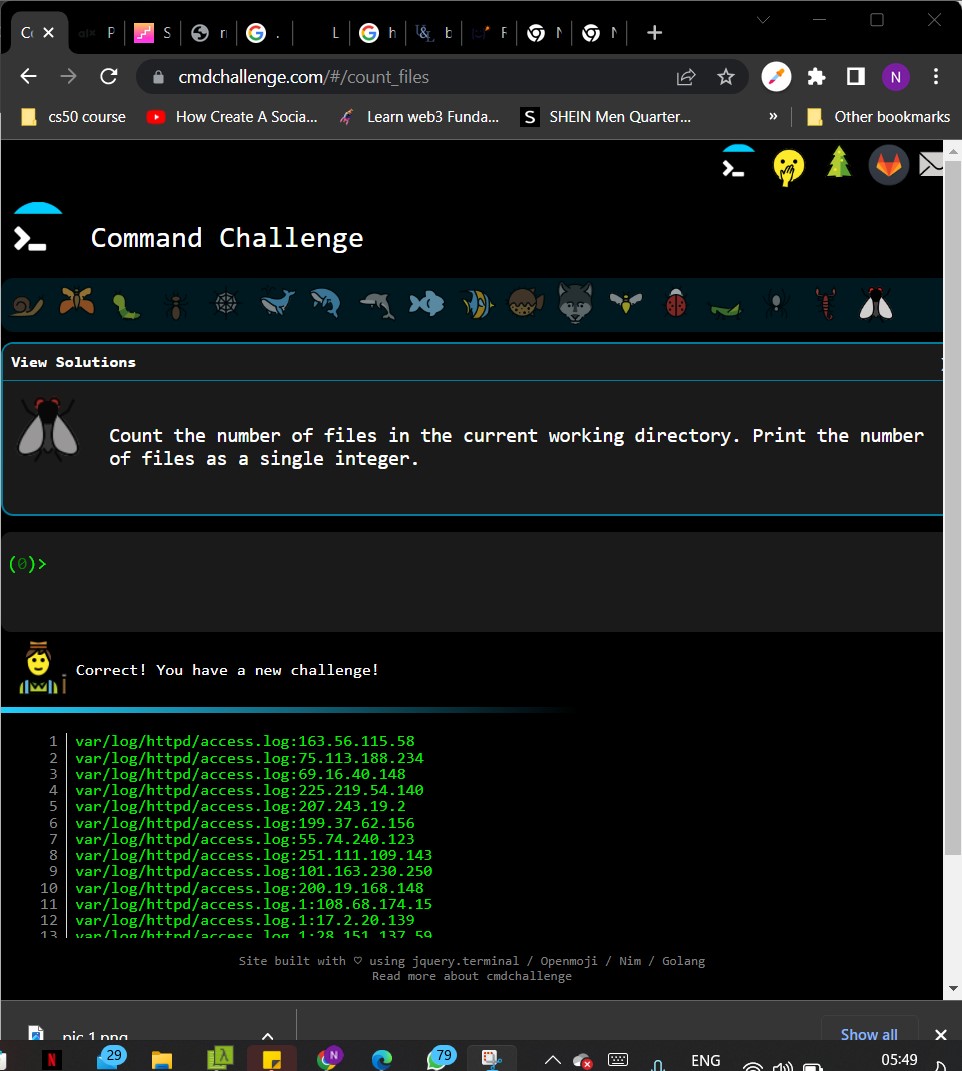 cmdchallenge.com/#/count_files
N
cs50 course
How Create A Socia...
Learn web3 Funda...
S
SHEIN Men Quarter...
»
Other bookmarks
Command Challenge
View Solutions
Count the number of files in the current working directory. Print the number
of files as a single integer.
(0)>
Correct! You have a new challenge!
1 var/log/httpd/access.log:163.56.115.58
2 var/log/httpd/access.log:75.113.188.234
3 var/log/httpd/access.log:69.16.40.148
4 var/log/httpd/access.log:225.219.54.140
5 var/log/httpd/access.log:207.243.19.2
6 var/log/httpd/access.log:199.37.62.156
7 var/log/httpd/access.log:55.74.240.123
8 var/log/httpd/access.log:251.111.109.143
9 var/log/httpd/access.log:101.163.230.250
10 var/log/httpd/access.log:200.19.168.148
11 var/log/httpd/access.log.1:108.68.174.15
12 var/log/httpd/access.log.1:17.2.20.139
13 var/log/httpd/access.log.1:28.151.137.59
Site built with ♡ using jquery.terminal / Openmoji / Nim / Golang
Read more about cmdchallenge
pic 1.png
Show all
29
79
ENG
05:49